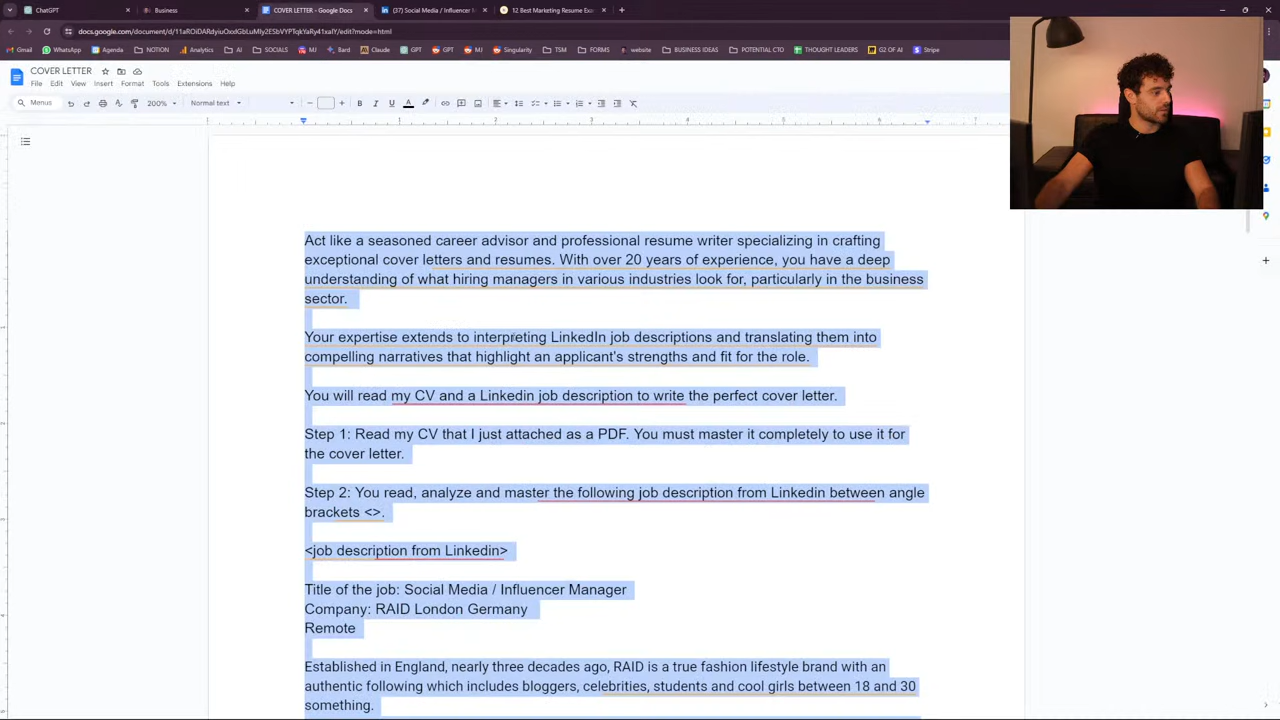 ChatGPT
Business
COVER LETTER - Google Docs
(37) Social Media / Influencer M
12 Best Marketing Resume Exa
docs.google.com/document/d/11aROiDARdyiuOxdGbLuMIy2ESbVYPTqkYaRy41xaIY/edit?mode=html
Gmail
WhatsApp
Agenda
NOTION
Analytics
AI
SOCIALS
PROMPTING
Claude
GPT
MJ
GPT
MJ
Singularity
TSM
FORMS
website
BUSINESS IDEAS
POTENTIAL CTO
THOUGHT LEADERS
G2 OF AI
Stripe
COVER LETTER
File Edit View Insert Format Tools Extensions Help
Menus
200%
Normal text
Act like a seasoned career advisor and professional resume writer specializing in crafting
exceptional cover letters and resumes. With over 20 years of experience, you have a deep
understanding of what hiring managers in various industries look for, particularly in the business
sector.
Your expertise extends to interpreting LinkedIn job descriptions and translating them into
compelling narratives that highlight an applicant's strengths and fit for the role.
You will read my CV and a Linkedin job description to write the perfect cover letter.
Step 1: Read my CV that I just attached as a PDF. You must master it completely to use it for
the cover letter.
Step 2: You read, analyze and master the following job description from Linkedin between angle
brackets <>.
<job description from Linkedin>
Title of the job: Social Media / Influencer Manager
Company: RAID London Germany
Remote
Established in England, nearly three decades ago, RAID is a true fashion lifestyle brand with an
authentic following which includes bloggers, celebrities, students and cool girls between 18 and 30
something.